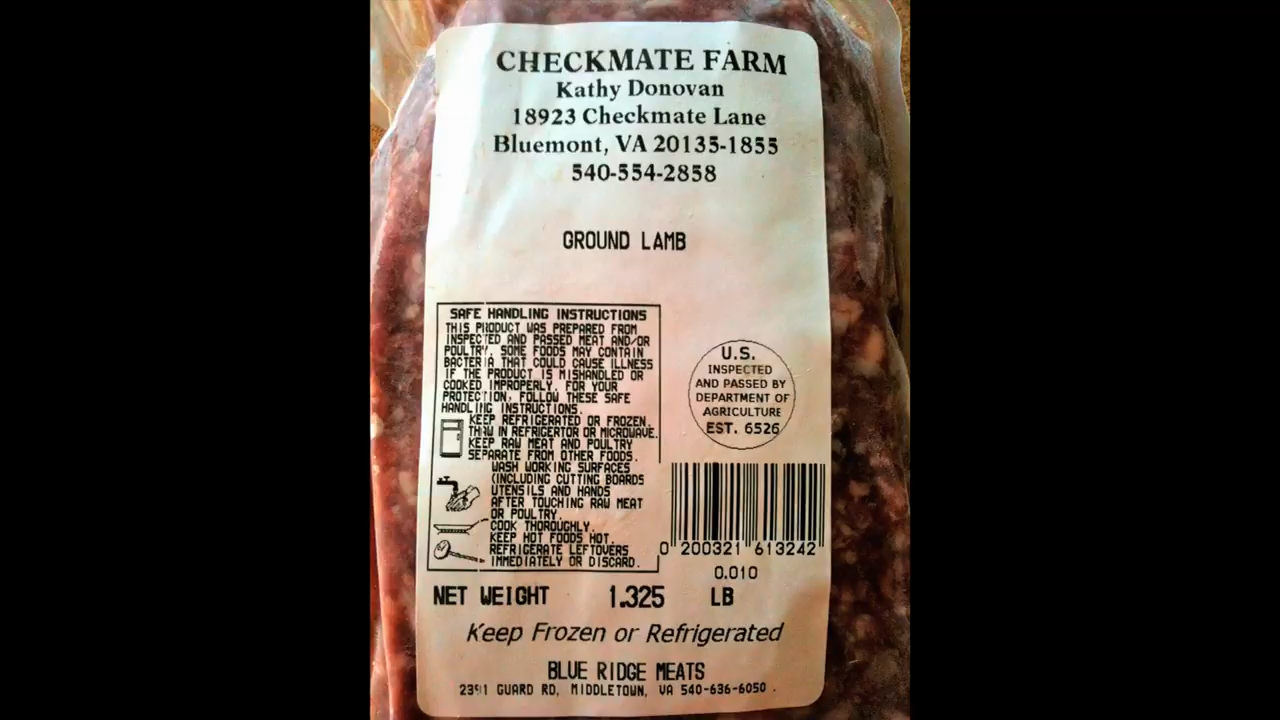 CHECKMATE FARM
Kathy Donovan
18923 Checkmate Lane
Bluemont, VA 20135-1855
540-554-2858
GROUND LAMB
SAFE HANDLING INSTRUCTIONS
THIS PRODUCT WAS PREPARED FROM
INSPECTED AND PASSED MEAT AND/OR
POULTRY. SOME FOODS MAY CONTAIN
BACTERIA THAT COULD CAUSE ILLNESS
IF THE PRODUCT IS MISHANDLED OR
COOKED IMPROPERLY. FOR YOUR
PROTECTION, FOLLOW THESE SAFE
HANDLING INSTRUCTIONS.
KEEP REFRIGERATED OR FROZEN.
THAW IN REFRIGERTOR OR MICROWAVE.
KEEP RAW MEAT AND POULTRY
SEPARATE FROM OTHER FOODS.
WASH WORKING SURFACES
(INCLUDING CUTTING BOARDS
UTENSILS AND HANDS
AFTER TOUCHING RAW MEAT
OR POULTRY.
COOK THOROUGHLY.
KEEP HOT FOODS HOT.
REFRIGERATE LEFTOVERS
IMMEDIATELY OR DISCARD.
U.S.
INSPECTED
AND PASSED BY
DEPARTMENT OF
AGRICULTURE
EST. 6526
0 200321 613242
0.010
NET WEIGHT 1.325 LB
Keep Frozen or Refrigerated
BLUE RIDGE MEATS
GUARD RD, MIDDLETOWN, VA 540-636-6050 .